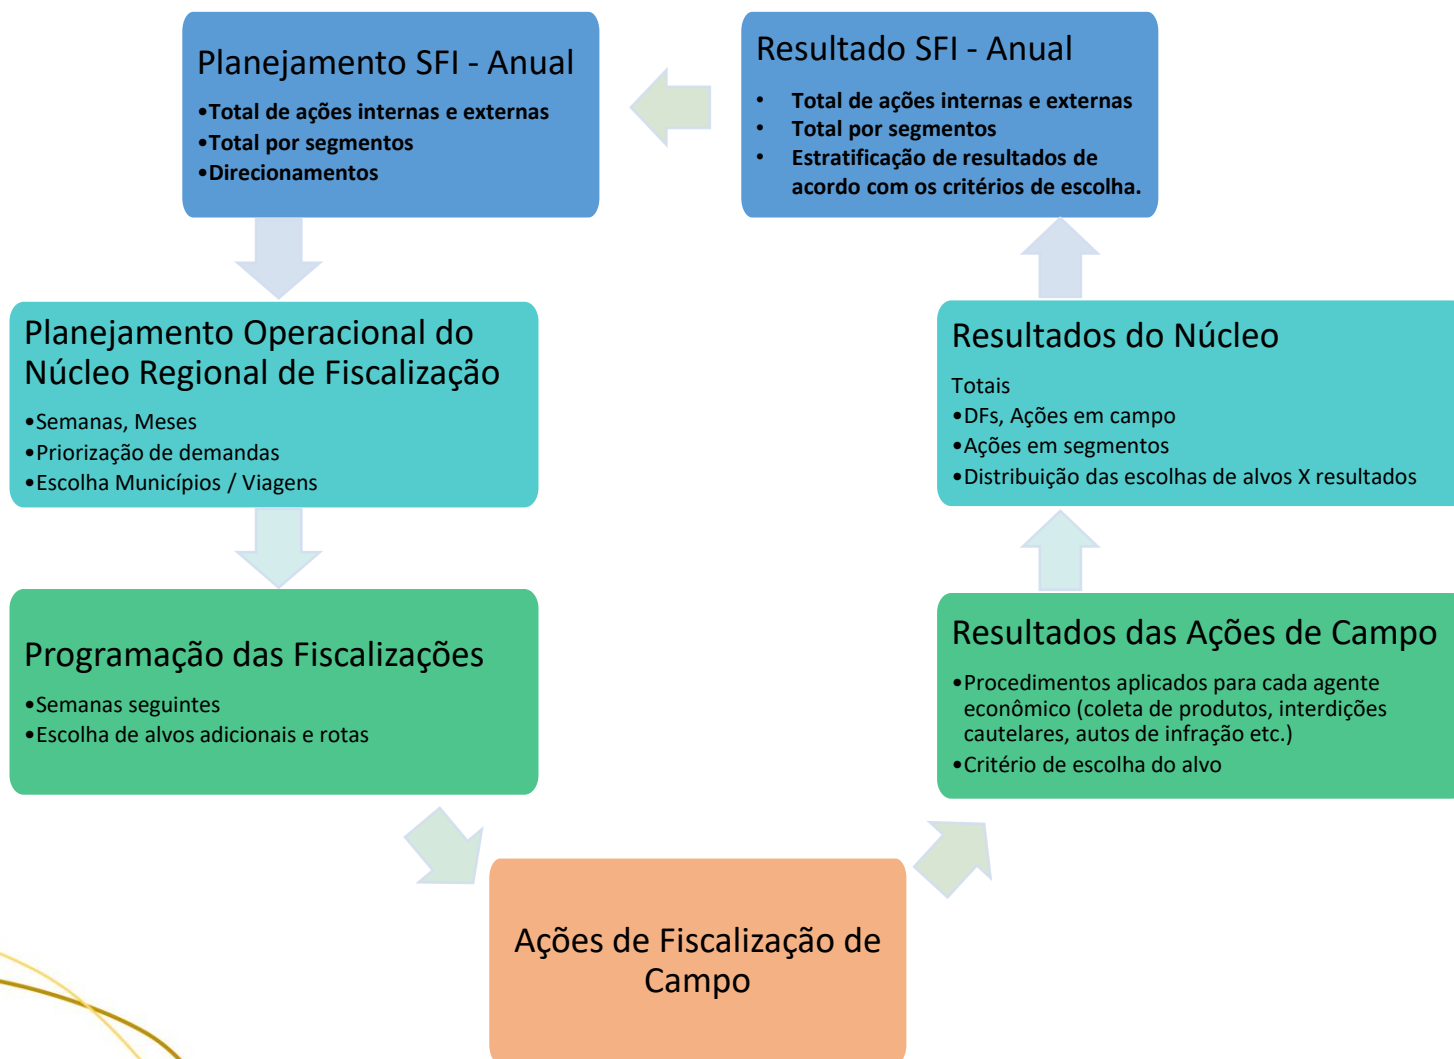 Planejamento SFI - Anual
•Total de ações internas e externas
•Total por segmentos
•Direcionamentos
Resultado SFI - Anual
• Total de ações internas e externas
• Total por segmentos
• Estratificação de resultados de
acordo com os critérios de escolha.
Planejamento Operacional do
Núcleo Regional de Fiscalização
•Semanas, Meses
•Priorização de demandas
•Escolha Municípios / Viagens
Resultados do Núcleo
Totais
•DFs, Ações em campo
•Ações em segmentos
•Distribuição das escolhas de alvos X resultados
Programação das Fiscalizações
•Semanas seguintes
•Escolha de alvos adicionais e rotas
Resultados das Ações de Campo
•Procedimentos aplicados para cada agente
econômico (coleta de produtos, interdições
cautelares, autos de infração etc.)
•Critério de escolha do alvo
Ações de Fiscalização de
Campo